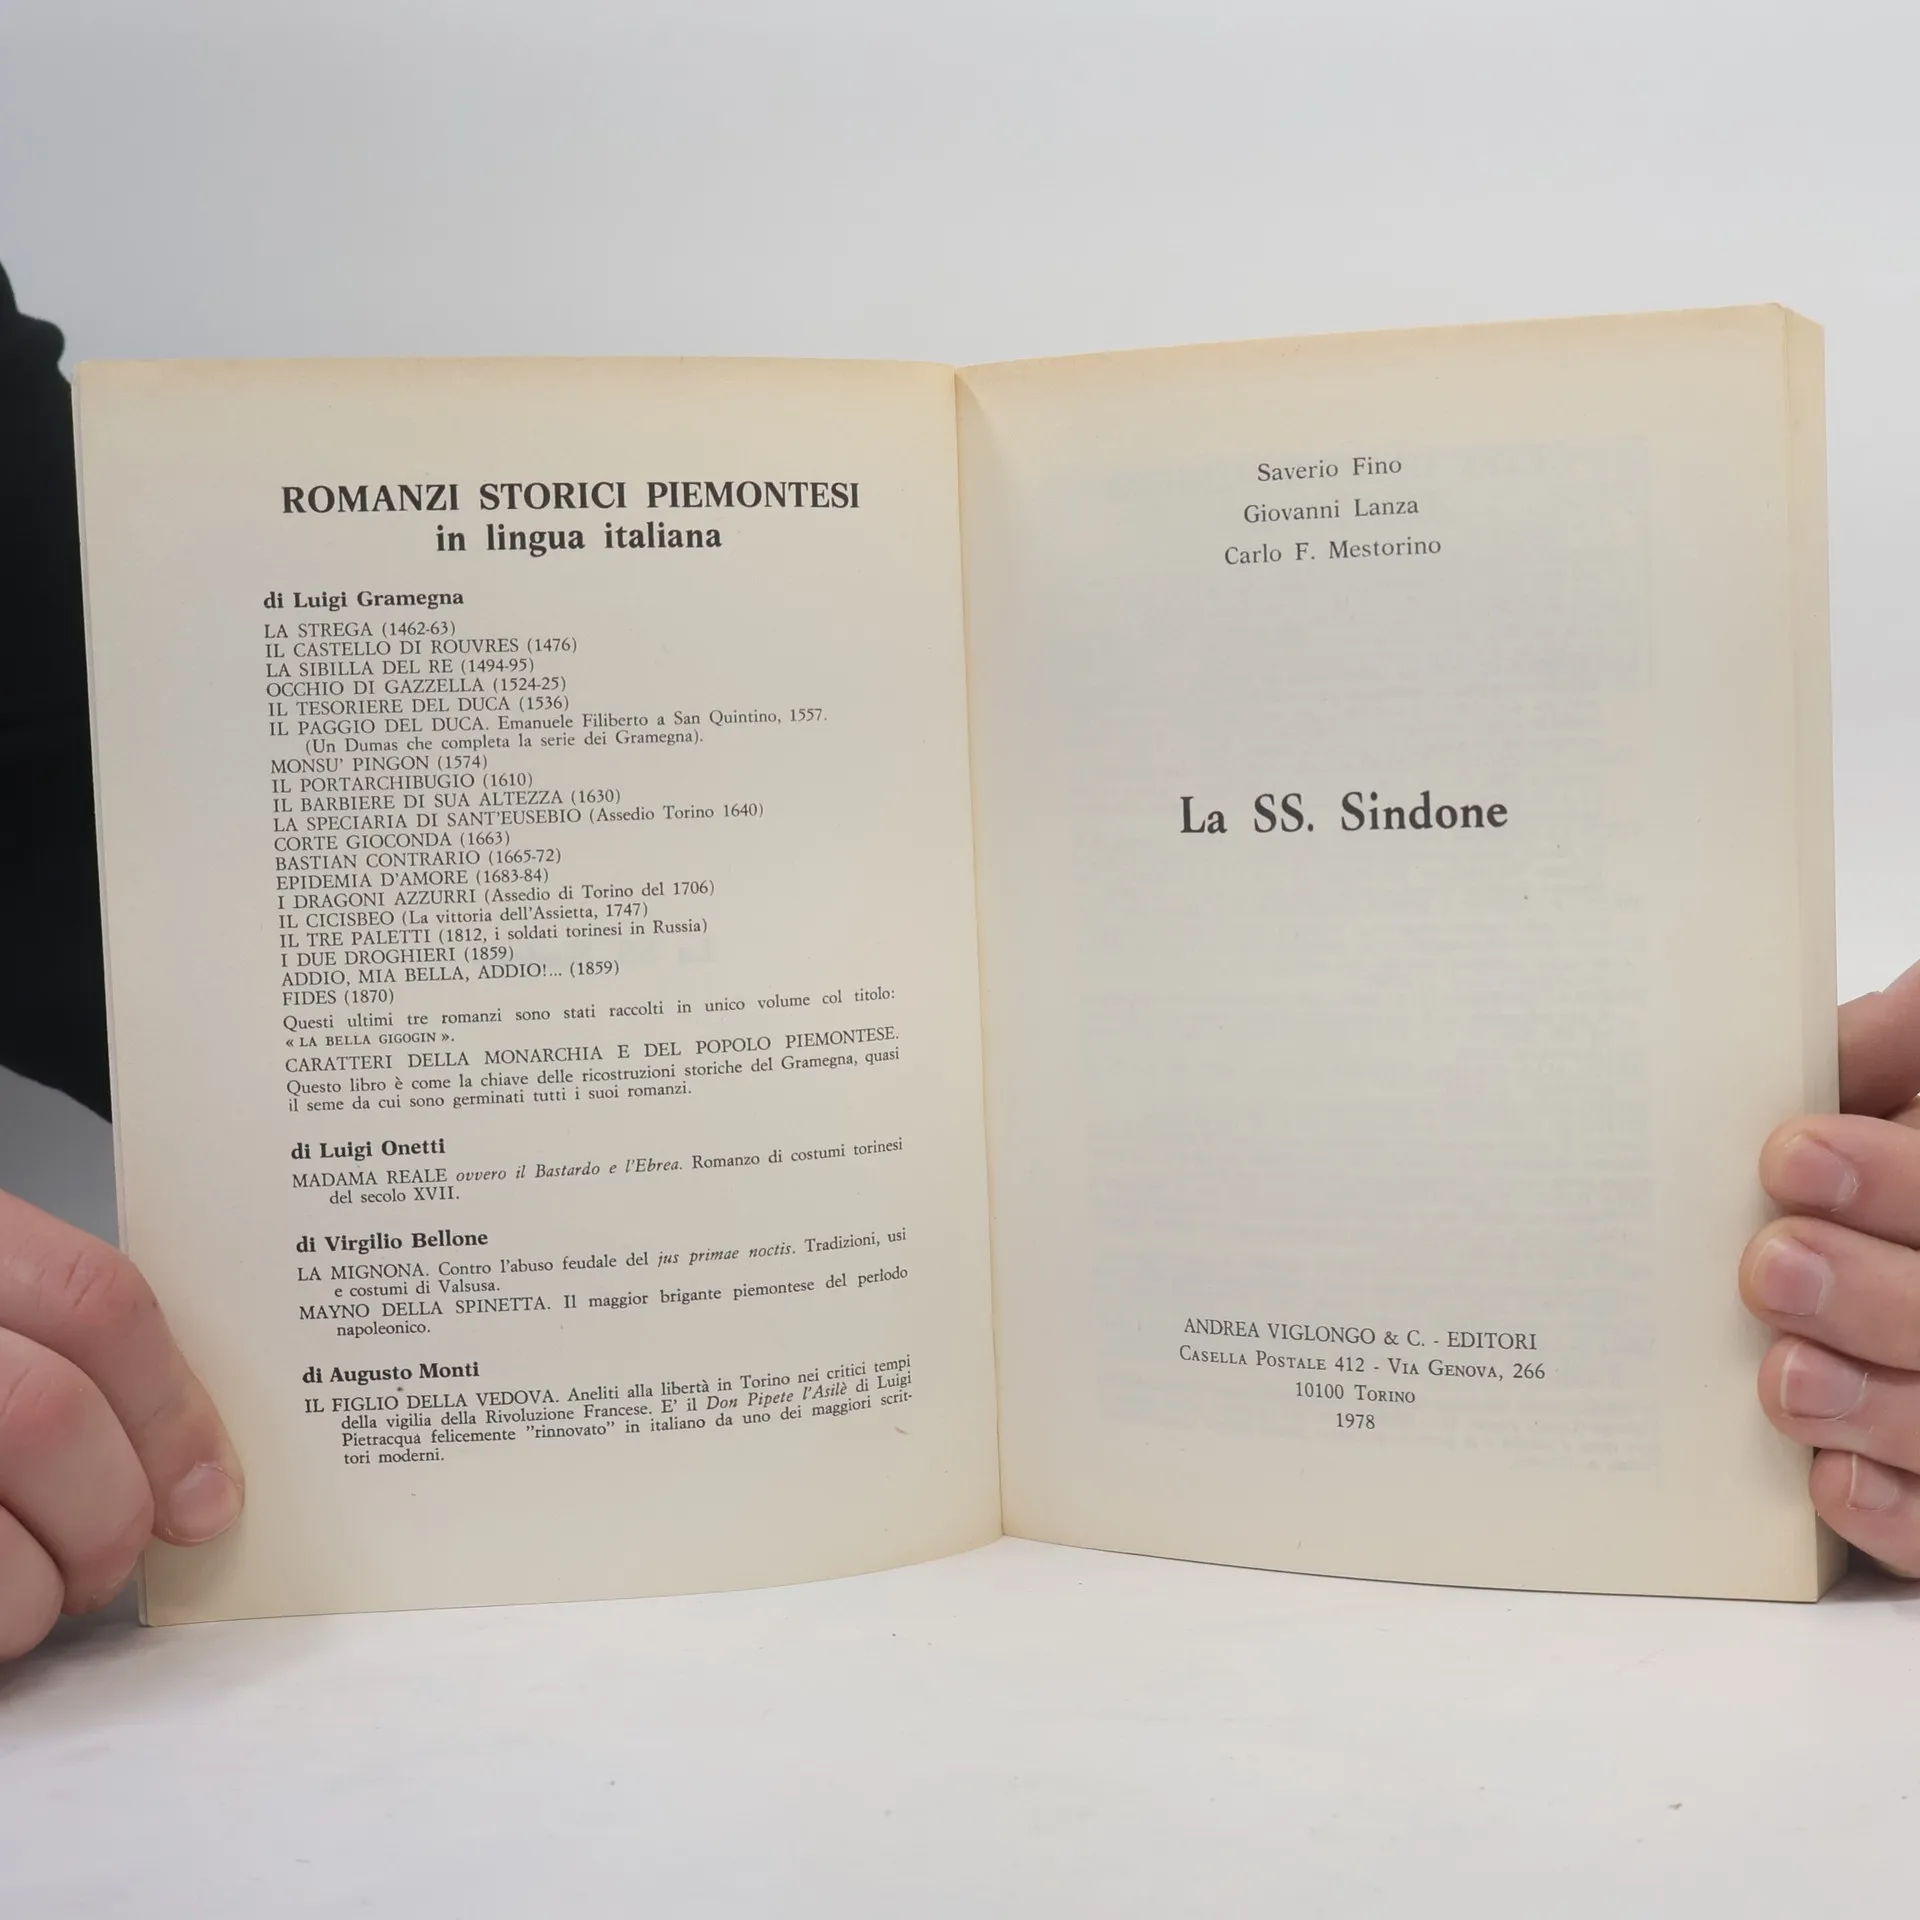 ROMANZI STORICI PIEMONTESI
in lingua italiana
di Luigi Gramegna
LA STREGA (1462-63)
IL CASTELLO DI ROUVRES (1476)
LA SIBILLA DEL RE (1494-95)
OCCHIO DI GAZZELLA (1524-25)
IL TESORIERE DEL DUCA (1536)
IL PAGGIO DEL DUCA. Emanuele Filiberto a San Quintino, 1557.
(Un Dumas che completa la serie dei Gramegna).
MONSU' PINGON (1574)
IL PORTARCHIBUGIO (1610)
IL BARBIERE DI SUA ALTEZZA (1630)
LA SPECIARIA DI SANT'EUSEBIO (Assedio Torino 1640)
CORTE GIOCONDA (1663)
BASTIAN CONTRARIO (1665-72)
EPIDEMIA D'AMORE (1683-84)
I DRAGONI AZZURRI (Assedio di Torino del 1706)
IL CICISBEO (La vittoria dell'Assietta, 1747)
IL TRE PALETTI (1812, i soldati torinesi in Russia)
I DUE DROGHIERI (1859)
ADDIO, MIA BELLA, ADDIO!... (1859)
FIDES (1870)
Questi ultimi tre romanzi sono stati raccolti in unico volume col titolo:
« LA BELLA GIGOGIN ».
CARATTERI DELLA MONARCHIA E DEL POPOLO PIEMONTESE.
Questo libro è come la chiave delle ricostruzioni storiche del Gramegna, quasi
il seme da cui sono germinati tutti i suoi romanzi.
di Luigi Onetti
MADAMA REALE ovvero il Bastardo e l'Ebrea. Romanzo di costumi torinesi
del secolo XVII.
di Virgilio Bellone
LA MIGNONA. Contro l'abuso feudale del jus primae noctis. Tradizioni, usi
e costumi di Valsusa.
MAYNO DELLA SPINETTA. Il maggior brigante piemontese del periodo
napoleonico.
di Augusto Monti
IL FIGLIO DELLA VEDOVA. Aneliti alla libertà in Torino nei critici tempi
della vigilia della Rivoluzione Francese. E' il Don Pipete l'Asilè di Luigi
Pietracqua felicemente "rinnovato" in italiano da uno dei maggiori scrit-
tori moderni.
Saverio Fino
Giovanni Lanza
Carlo F. Mestorino
La SS. Sindone
ANDREA VIGLONGO & C. - EDITORI
CASELLA POSTALE 412 - VIA GENOVA, 266
10100 TORINO
1978